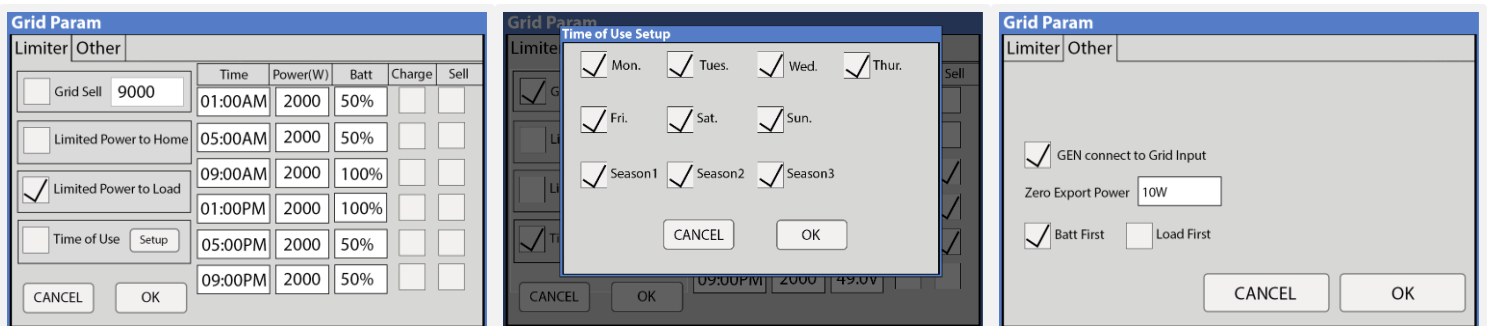 Grid Param
Limiter Other
Time Power(W) Batt Charge Sell
Grid Sell 9000
01:00AM 2000 50%
Limited Power to Home 05:00AM 2000 50%
09:00AM 2000 100%
Limited Power to Load
01:00PM 2000 100%
Time of Use Setup 05:00PM 2000 50%
09:00PM 2000 50%
CANCEL OK
Grid Param
Time of Use Setup
Limite
Sell
Mon. Tues. Wed. Thur.
G
Fri. Sat. Sun.
Li
Season1 Season2 Season3
Li
Ti
CANCEL OK
09:00PM 2000 49.0V
CANCEL OK
Grid Param
Limiter Other
GEN connect to Grid Input
Zero Export Power 10W
Batt First Load First
CANCEL OK